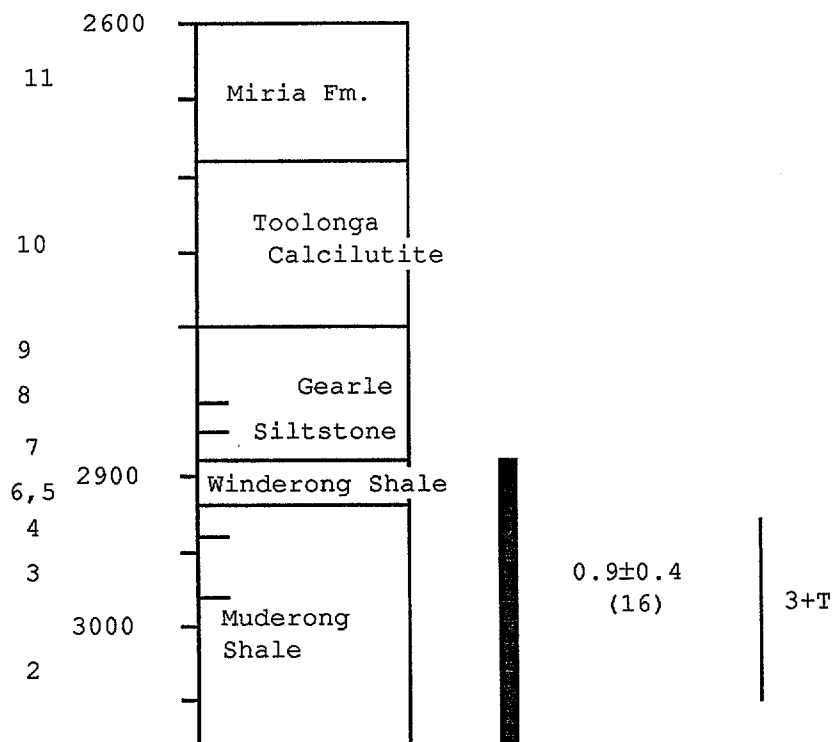 2600
11
Miria Fm.
Toolonga
10
Calcilutite
9
Gearle
8
Siltstone
7
2900
Winderong Shale
6,5
4
3
0.9±0.4
(16)
3+T
3000
Muderong
Shale
2